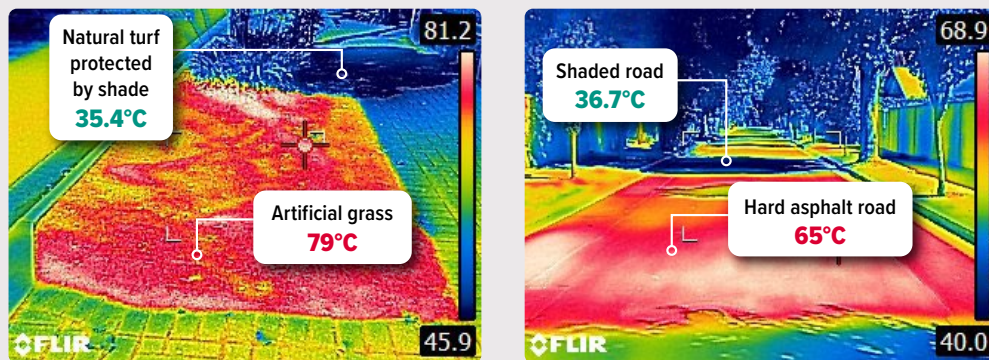 81.2
Natural turf
protected
by shade
35.4°C
Artificial grass
79°C
45.9
FLIR
68.9
Shaded road
36.7°C
Hard asphalt road
65°C
40.0
FLIR